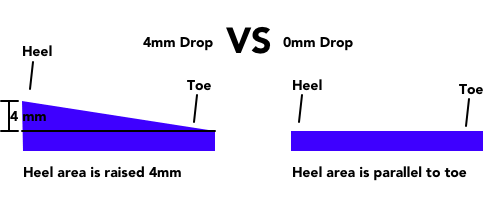 4mm Drop VS 0mm Drop
Heel
Toe
4 mm
Heel area is raised 4mm
Heel
Toe
Heel area is parallel to toe